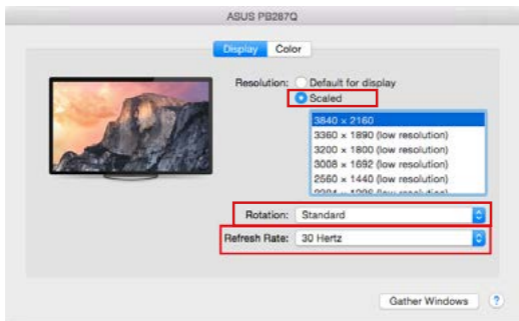 ASUS PB287Q
Display Color
Resolution: Default for display
Scaled
3840 x 2160
3360 x 1890 (low resolution)
3200 x 1800 (low resolution)
3008 x 1692 (low resolution)
2560 x 1440 (low resolution)
Rotation: Standard
Refresh Rate: 30 Hertz
Gather Windows ?